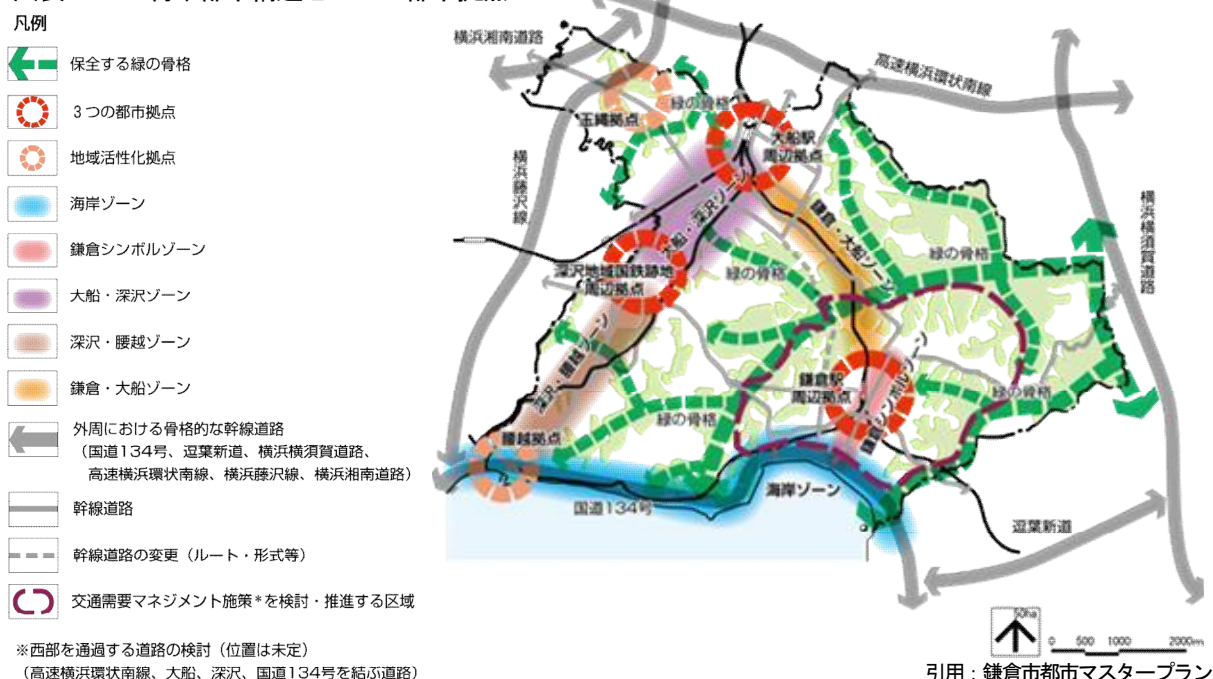 凡例
保全する緑の骨格
3つの都市拠点
地域活性化拠点
海岸ゾーン
鎌倉シンボルゾーン
大船・深沢ゾーン
深沢・腰越ゾーン
鎌倉・大船ゾーン
外周における骨格的な幹線道路
(国道134号、逗葉新道、横浜横須賀道路、
高速横浜環状南線、横浜藤沢線、横浜湘南道路)
幹線道路
幹線道路の変更(ルート・形式等)
交通需要マネジメント施策*を検討・推進する区域
※西部を通過する道路の検討(位置は未定)
(高速横浜環状南線、大船、深沢、国道134号を結ぶ道路)
横浜湘南道路
高速横浜環状南線
緑の骨格
玉縄拠点
大船駅
周辺拠点
横浜藤沢線
横浜横須賀道路
大船・深沢ゾーン
鎌倉・大船ゾーン
緑の骨格
緑の骨格
深沢地域国鉄跡地
周辺拠点
深沢・腰越ゾーン
鎌倉駅
周辺拠点
鎌倉シンボルゾーン
緑の骨格
緑の骨格
腰越拠点
海岸ゾーン
国道134号
逗葉新道
50ha
0 500 1000 2000m
引用:鎌倉市都市マスタープラン